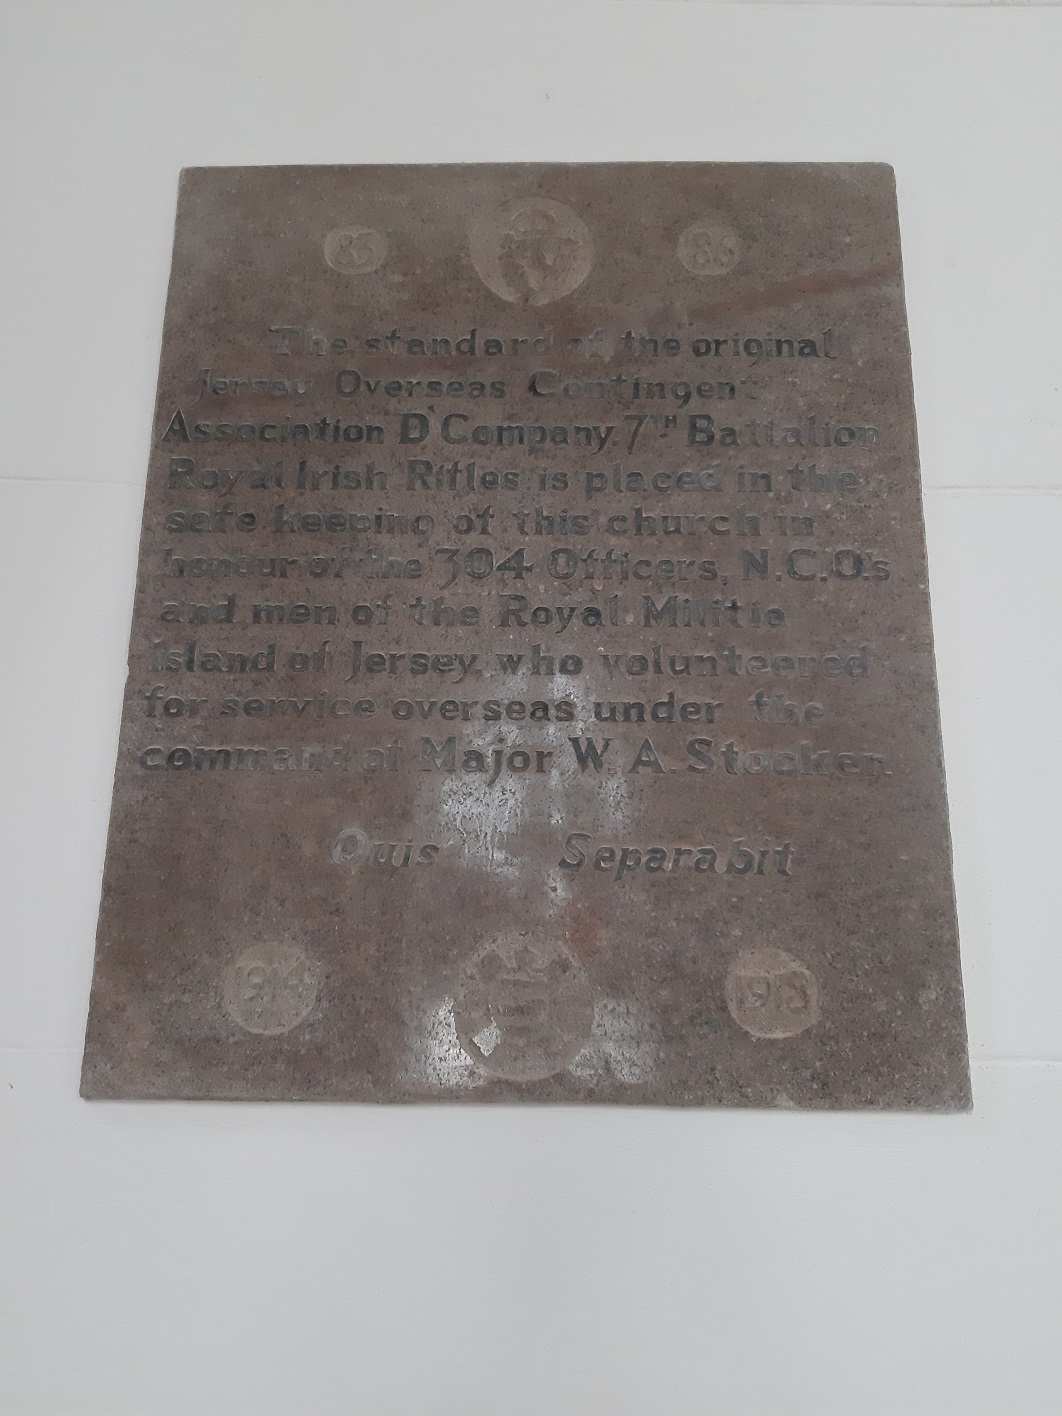 83 86
The standard of the original
Jersey Overseas Contingent
Association D'Company. 7TH Battalion
Royal Irish Rifles is placed in the
safe keeping of this church in
honour of the 304 Officers, N.C.O.s
and men of the Royal Militia
Island of Jersey, who volunteered
for service overseas under the
command of Major W. A. Stocker.
Quis Separabit
1914 1918